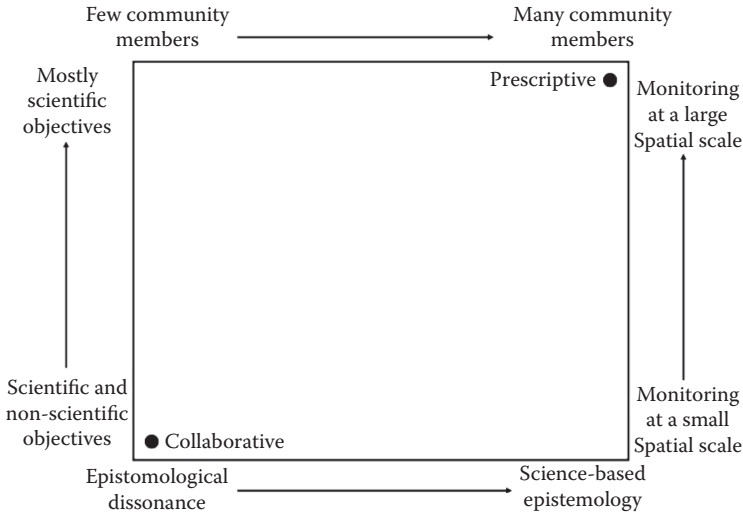 Few community
members
Many community
members
Mostly
scientific
objectives
Prescriptive
Monitoring
at a large
Spatial scale
Scientific and
non-scientific
objectives
Collaborative
Monitoring
at a small
Spatial scale
Epistomological
dissonance
Science-based
epistemology